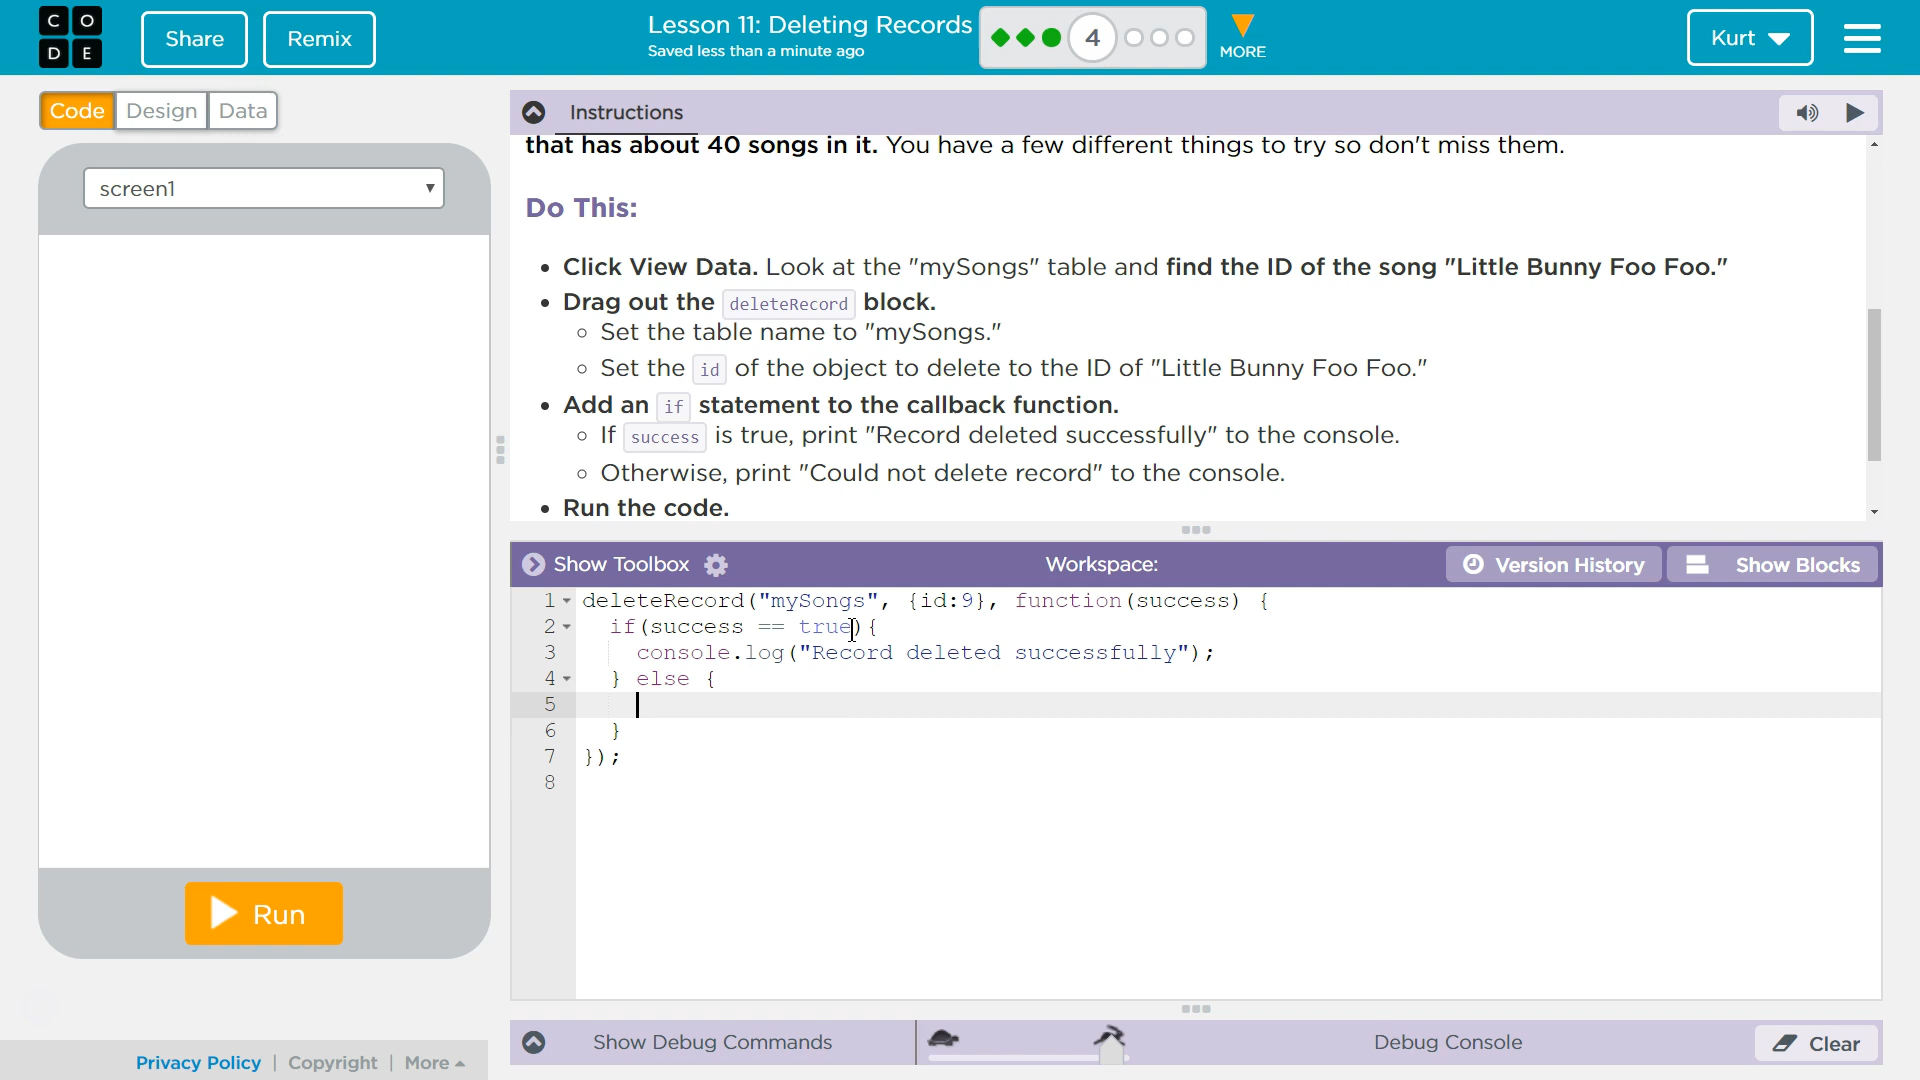 C O
D E
Share
Remix
Lesson 11: Deleting Records
Saved less than a minute ago
4
MORE
Kurt
Code
Design
Data
screen1
Instructions
that has about 40 songs in it. You have a few different things to try so don't miss them.
Do This:
Click View Data. Look at the "mySongs" table and find the ID of the song "Little Bunny Foo Foo."
Drag out the deleteRecord block.
Set the table name to "mySongs."
Set the id of the object to delete to the ID of "Little Bunny Foo Foo."
Add an if statement to the callback function.
If success is true, print "Record deleted successfully" to the console.
Otherwise, print "Could not delete record" to the console.
Run the code.
Show Toolbox
Workspace:
Version History
Show Blocks
1 deleteRecord("mySongs", {id:9}, function(success) {
2 if(success == true){
3 console.log("Record deleted successfully");
4 } else {
5
6 }
7 });
8
Run
Show Debug Commands
Debug Console
Clear
Privacy Policy | Copyright | More